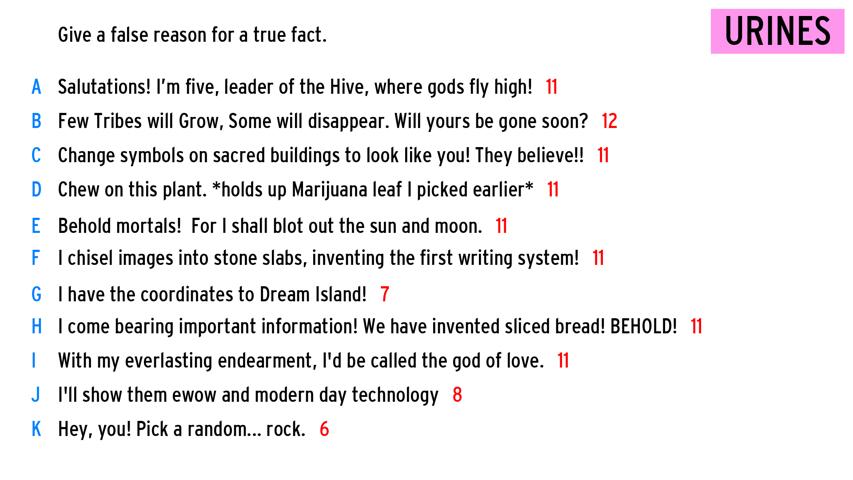 Give a false reason for a true fact.
URINES
A Salutations! I'm five, leader of the Hive, where gods fly high! 11
B Few Tribes will Grow, Some will disappear. Will yours be gone soon? 12
C Change symbols on sacred buildings to look like you! They believe!! 11
D Chew on this plant. *holds up Marijuana leaf I picked earlier* 11
E Behold mortals! For I shall blot out the sun and moon. 11
F I chisel images into stone slabs, inventing the first writing system! 11
G I have the coordinates to Dream Island! 7
H I come bearing important information! We have invented sliced bread! BEHOLD! 11
I With my everlasting endearment, I'd be called the god of love. 11
J I'll show them ewow and modern day technology 8
K Hey, you! Pick a random... rock. 6